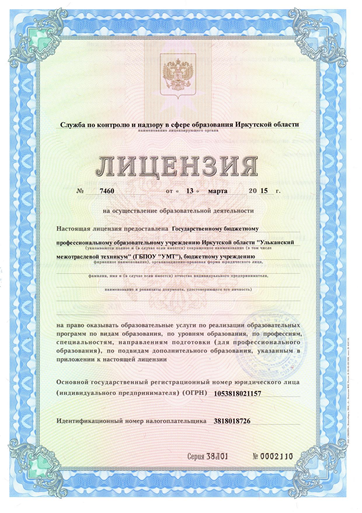 Служба по контролю и надзору в сфере образования Иркутской области
наименование лицензирующего органа
ЛИЦЕНЗИЯ
№ 7460 от « 13 » марта 2015 г.
на осуществление образовательной деятельности
Настоящая лицензия предоставлена Государственному бюджетному
профессиональному образовательному учреждению Иркутской области "Ульканский
(указываются полное и (в случае если имеется) сокращенное наименование (в том числе
межотраслевой техникум" (ГБПОУ "УМТ"), бюджетному учреждению
фирменное наименование), организационно-правовая форма юридического лица,
фамилия, имя и (в случае если имеется) отчество индивидуального предпринимателя,
наименование и реквизиты документа, удостоверяющего его личность)
на право оказывать образовательные услуги по реализации образовательных
программ по видам образования, по уровням образования, по профессиям,
специальностям, направлениям подготовки (для профессионального
образования), по подвидам дополнительного образования, указанным в
приложении к настоящей лицензии
Основной государственный регистрационный номер юридического лица
(индивидуального предпринимателя) (ОГРН) 1053818021157
Идентификационный номер налогоплательщика 3818018726
Серия 38Л01 № 0002110